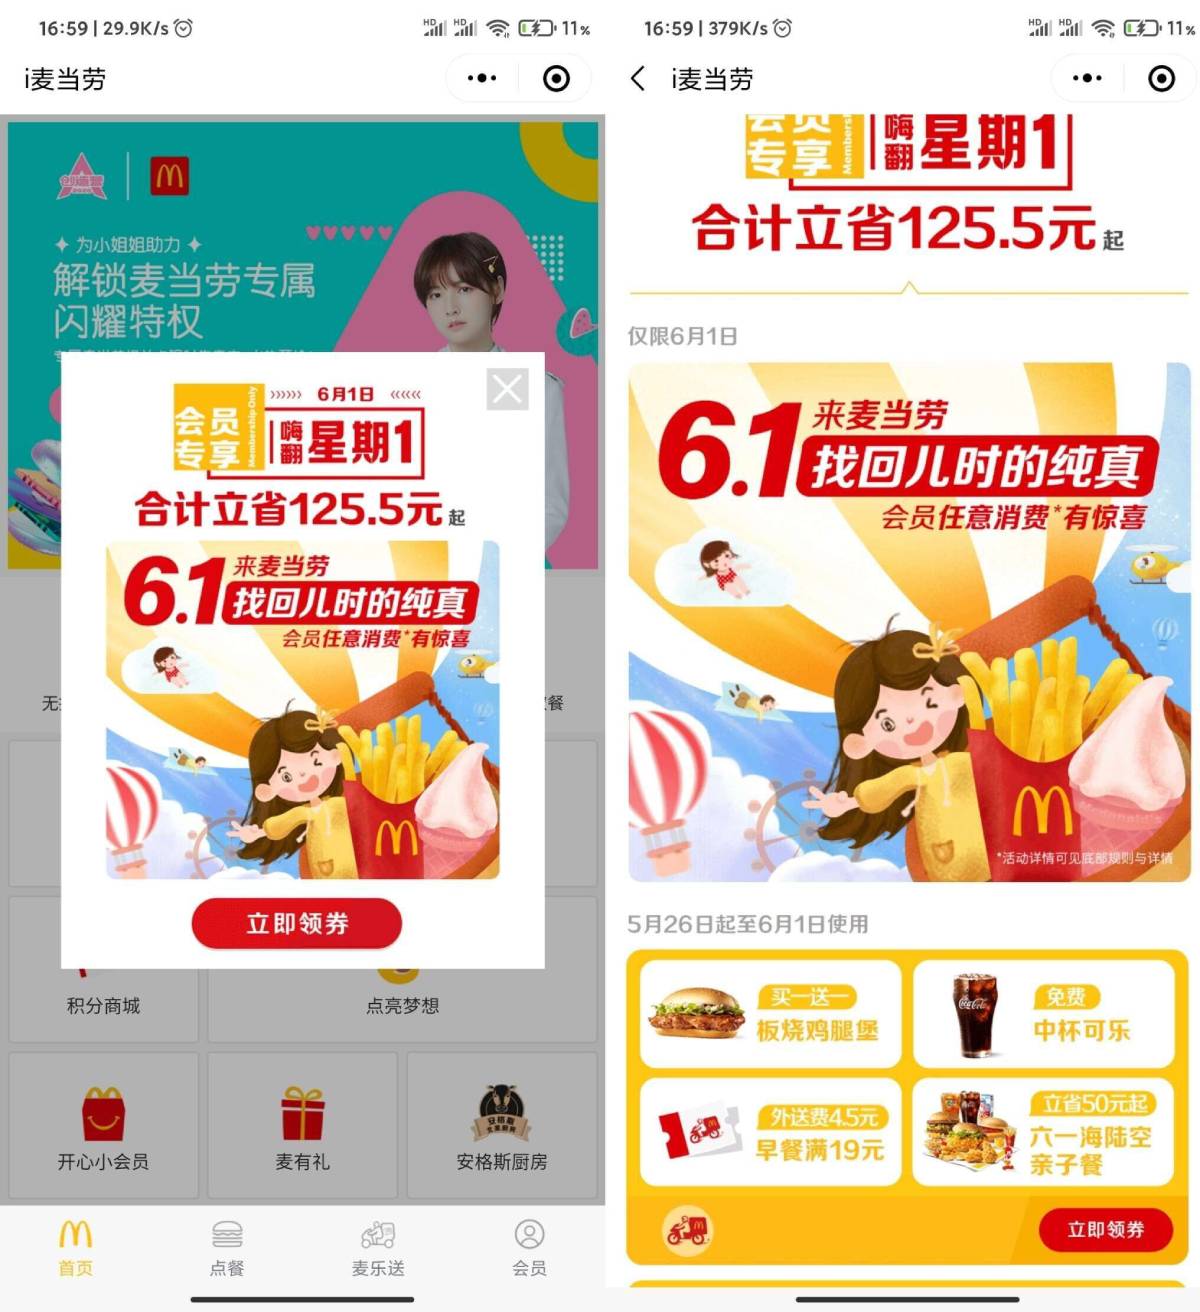 16:59 | 29.9K/s
HD
HD
11%
i麦当劳
创造营
2020
为小姐姐助力
解锁麦当劳专属
闪耀特权
会员
专享
Membership Only
6月1日
嗨翻
星期1
合计立省125.5元起
6.1
来麦当劳
找回儿时的纯真
会员任意消费*有惊喜
立即领券
积分商城
点亮梦想
开心小会员
麦有礼
安格斯厨房
首页
点餐
麦乐送
会员
16:59 | 379K/s
HD
HD
11%
i麦当劳
会员
专享
嗨翻
星期1
合计立省125.5元起
仅限6月1日
6.1
来麦当劳
找回儿时的纯真
会员任意消费*有惊喜
McDonald's
*活动详情可见底部规则与详情
5月26日起至6月1日使用
买一送一
板烧鸡腿堡
Coca-Cola
免费
中杯可乐
外送费4.5元
早餐满19元
立省50元起
六一海陆空
亲子餐
立即领券